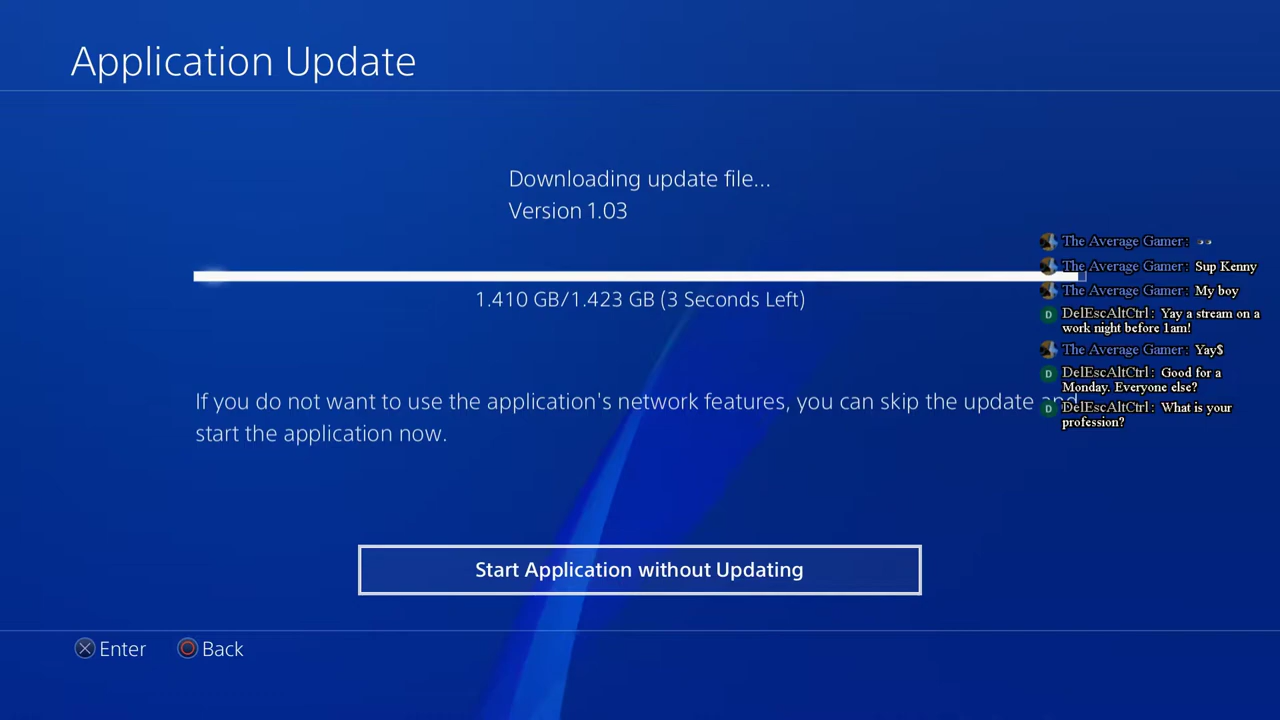 Application Update
Downloading update file...
Version 1.03
1.410 GB/1.423 GB (3 Seconds Left)
If you do not want to use the application's network features, you can skip the update and
start the application now.
Start Application without Updating
Enter
Back
The Average Gamer: 👀
The Average Gamer: Sup Kenny
The Average Gamer: My boy
D DelEscAltCtrl: Yay a stream on a
work night before 1am!
The Average Gamer: Yay$
D DelEscAltCtrl: Good for a
Monday. Everyone else?
D DelEscAltCtrl: What is your
profession?